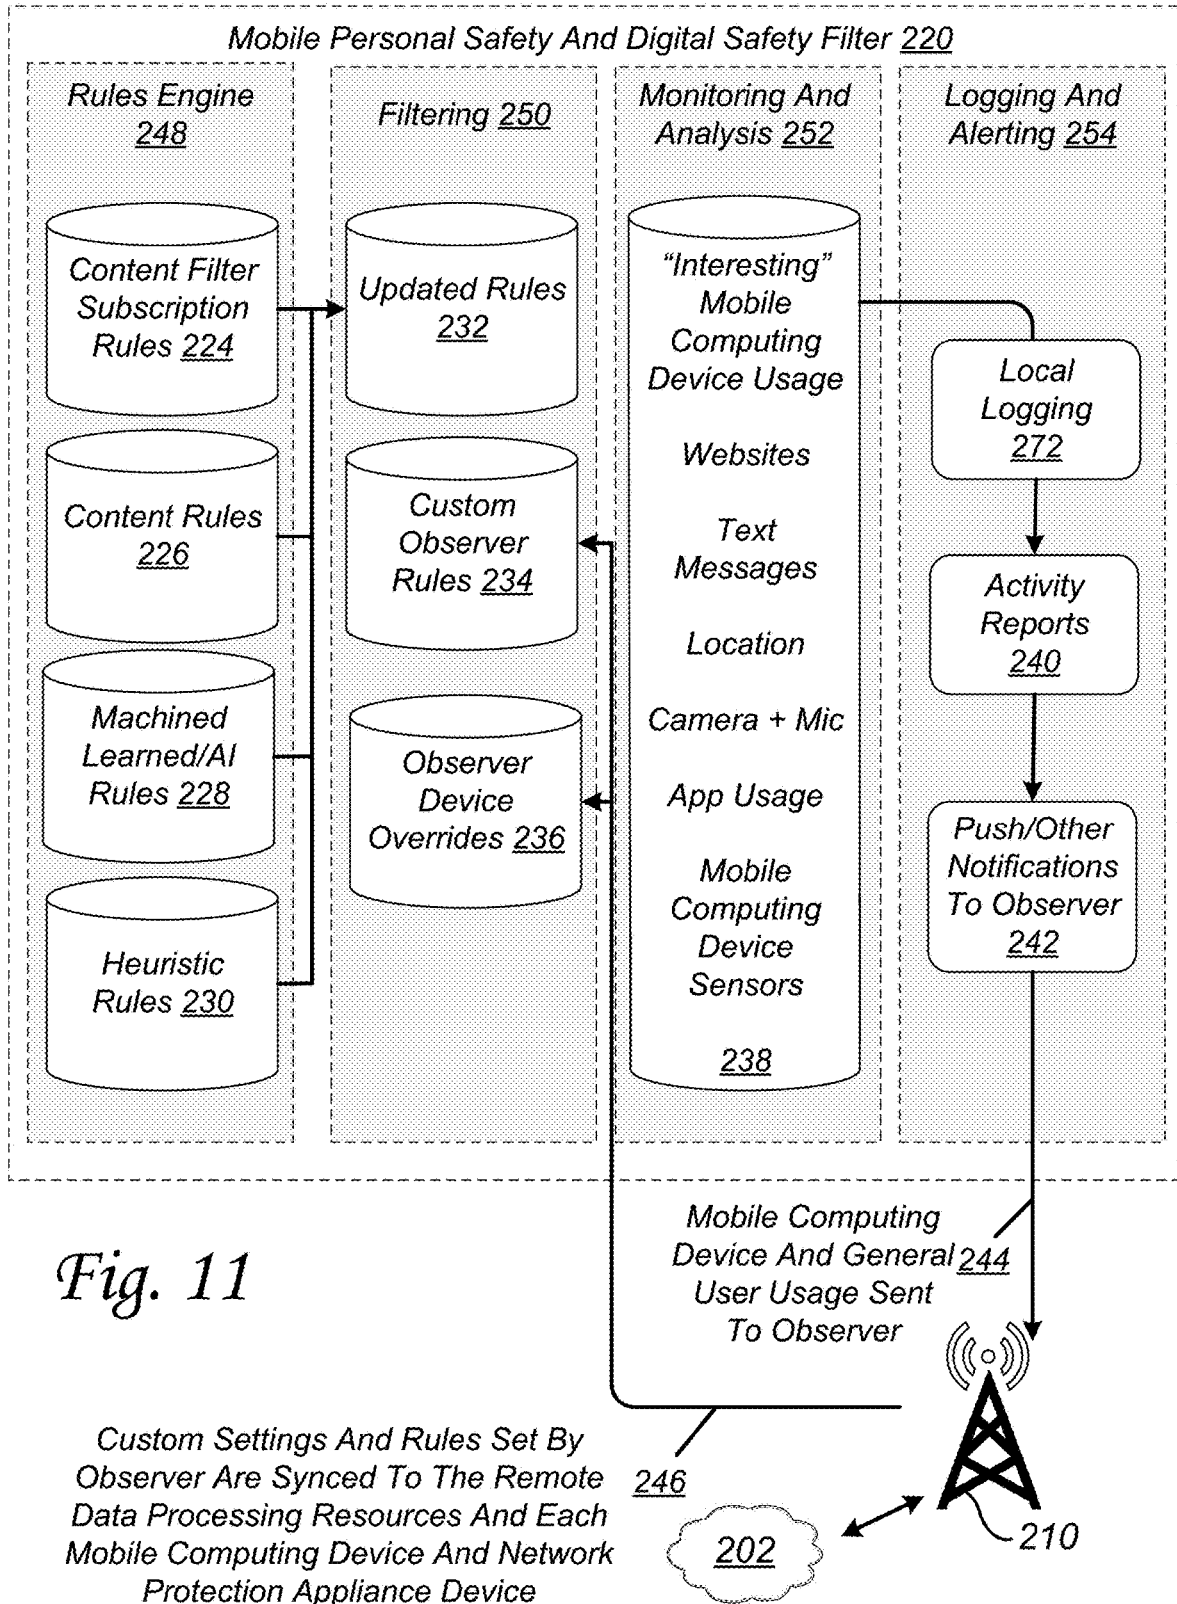 Mobile Personal Safety And Digital Safety Filter 220
Rules Engine
248
Content Filter
Subscription
Rules 224
Content Rules
226
Machined
Learned/AI
Rules 228
Heuristic
Rules 230
Filtering 250
Updated Rules
232
Custom
Observer
Rules 234
Observer
Device
Overrides 236
Monitoring And
Analysis 252
“Interesting”
Mobile
Computing
Device Usage
Websites
Text
Messages
Location
Camera + Mic
App Usage
Mobile
Computing
Device
Sensors
238
Logging And
Alerting 254
Local
Logging
272
Activity
Reports
240
Push/Other
Notifications
To Observer
242
Mobile Computing
Device And General
User Usage Sent
To Observer
244
Fig. 11
Custom Settings And Rules Set By
Observer Are Synced To The Remote
Data Processing Resources And Each
Mobile Computing Device And Network
Protection Appliance Device
246
202
210